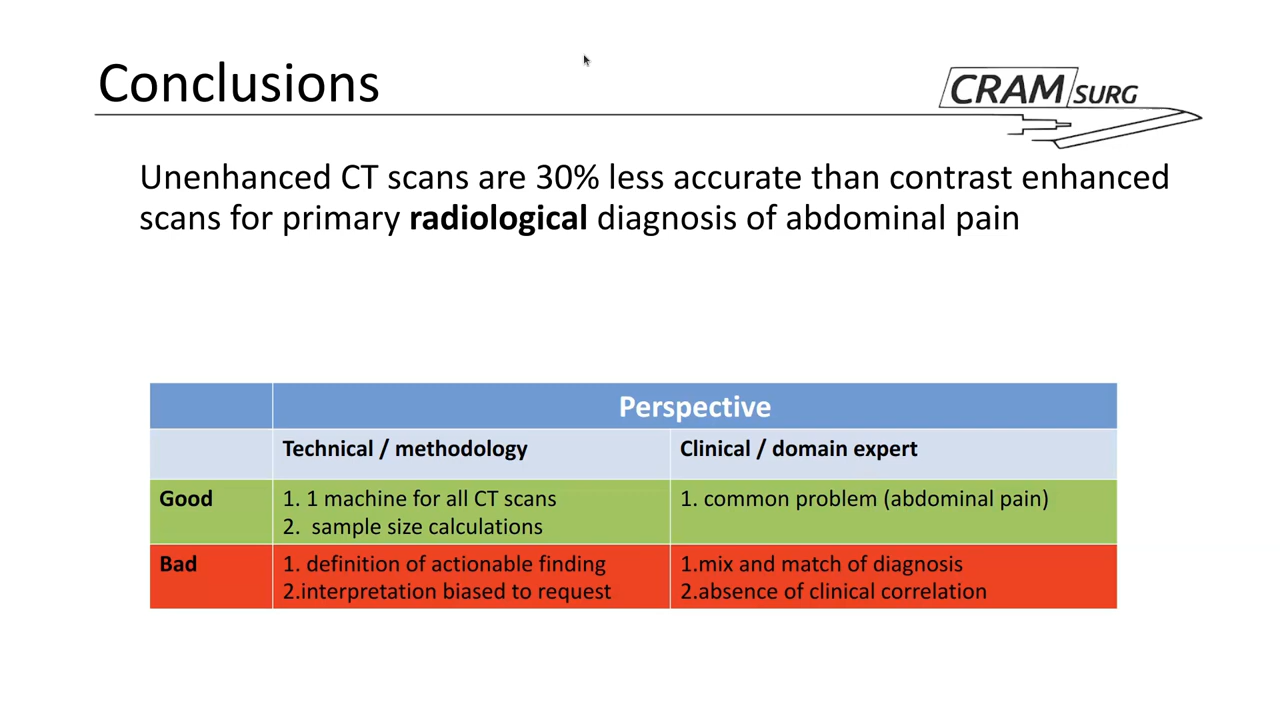 Conclusions
CRAM SURG
Unenhanced CT scans are 30% less accurate than contrast enhanced
scans for primary radiological diagnosis of abdominal pain
Perspective
Technical / methodology
Clinical / domain expert
Good
1. 1 machine for all CT scans
2. sample size calculations
1. common problem (abdominal pain)
Bad
1. definition of actionable finding
2.interpretation biased to request
1.mix and match of diagnosis
2.absence of clinical correlation